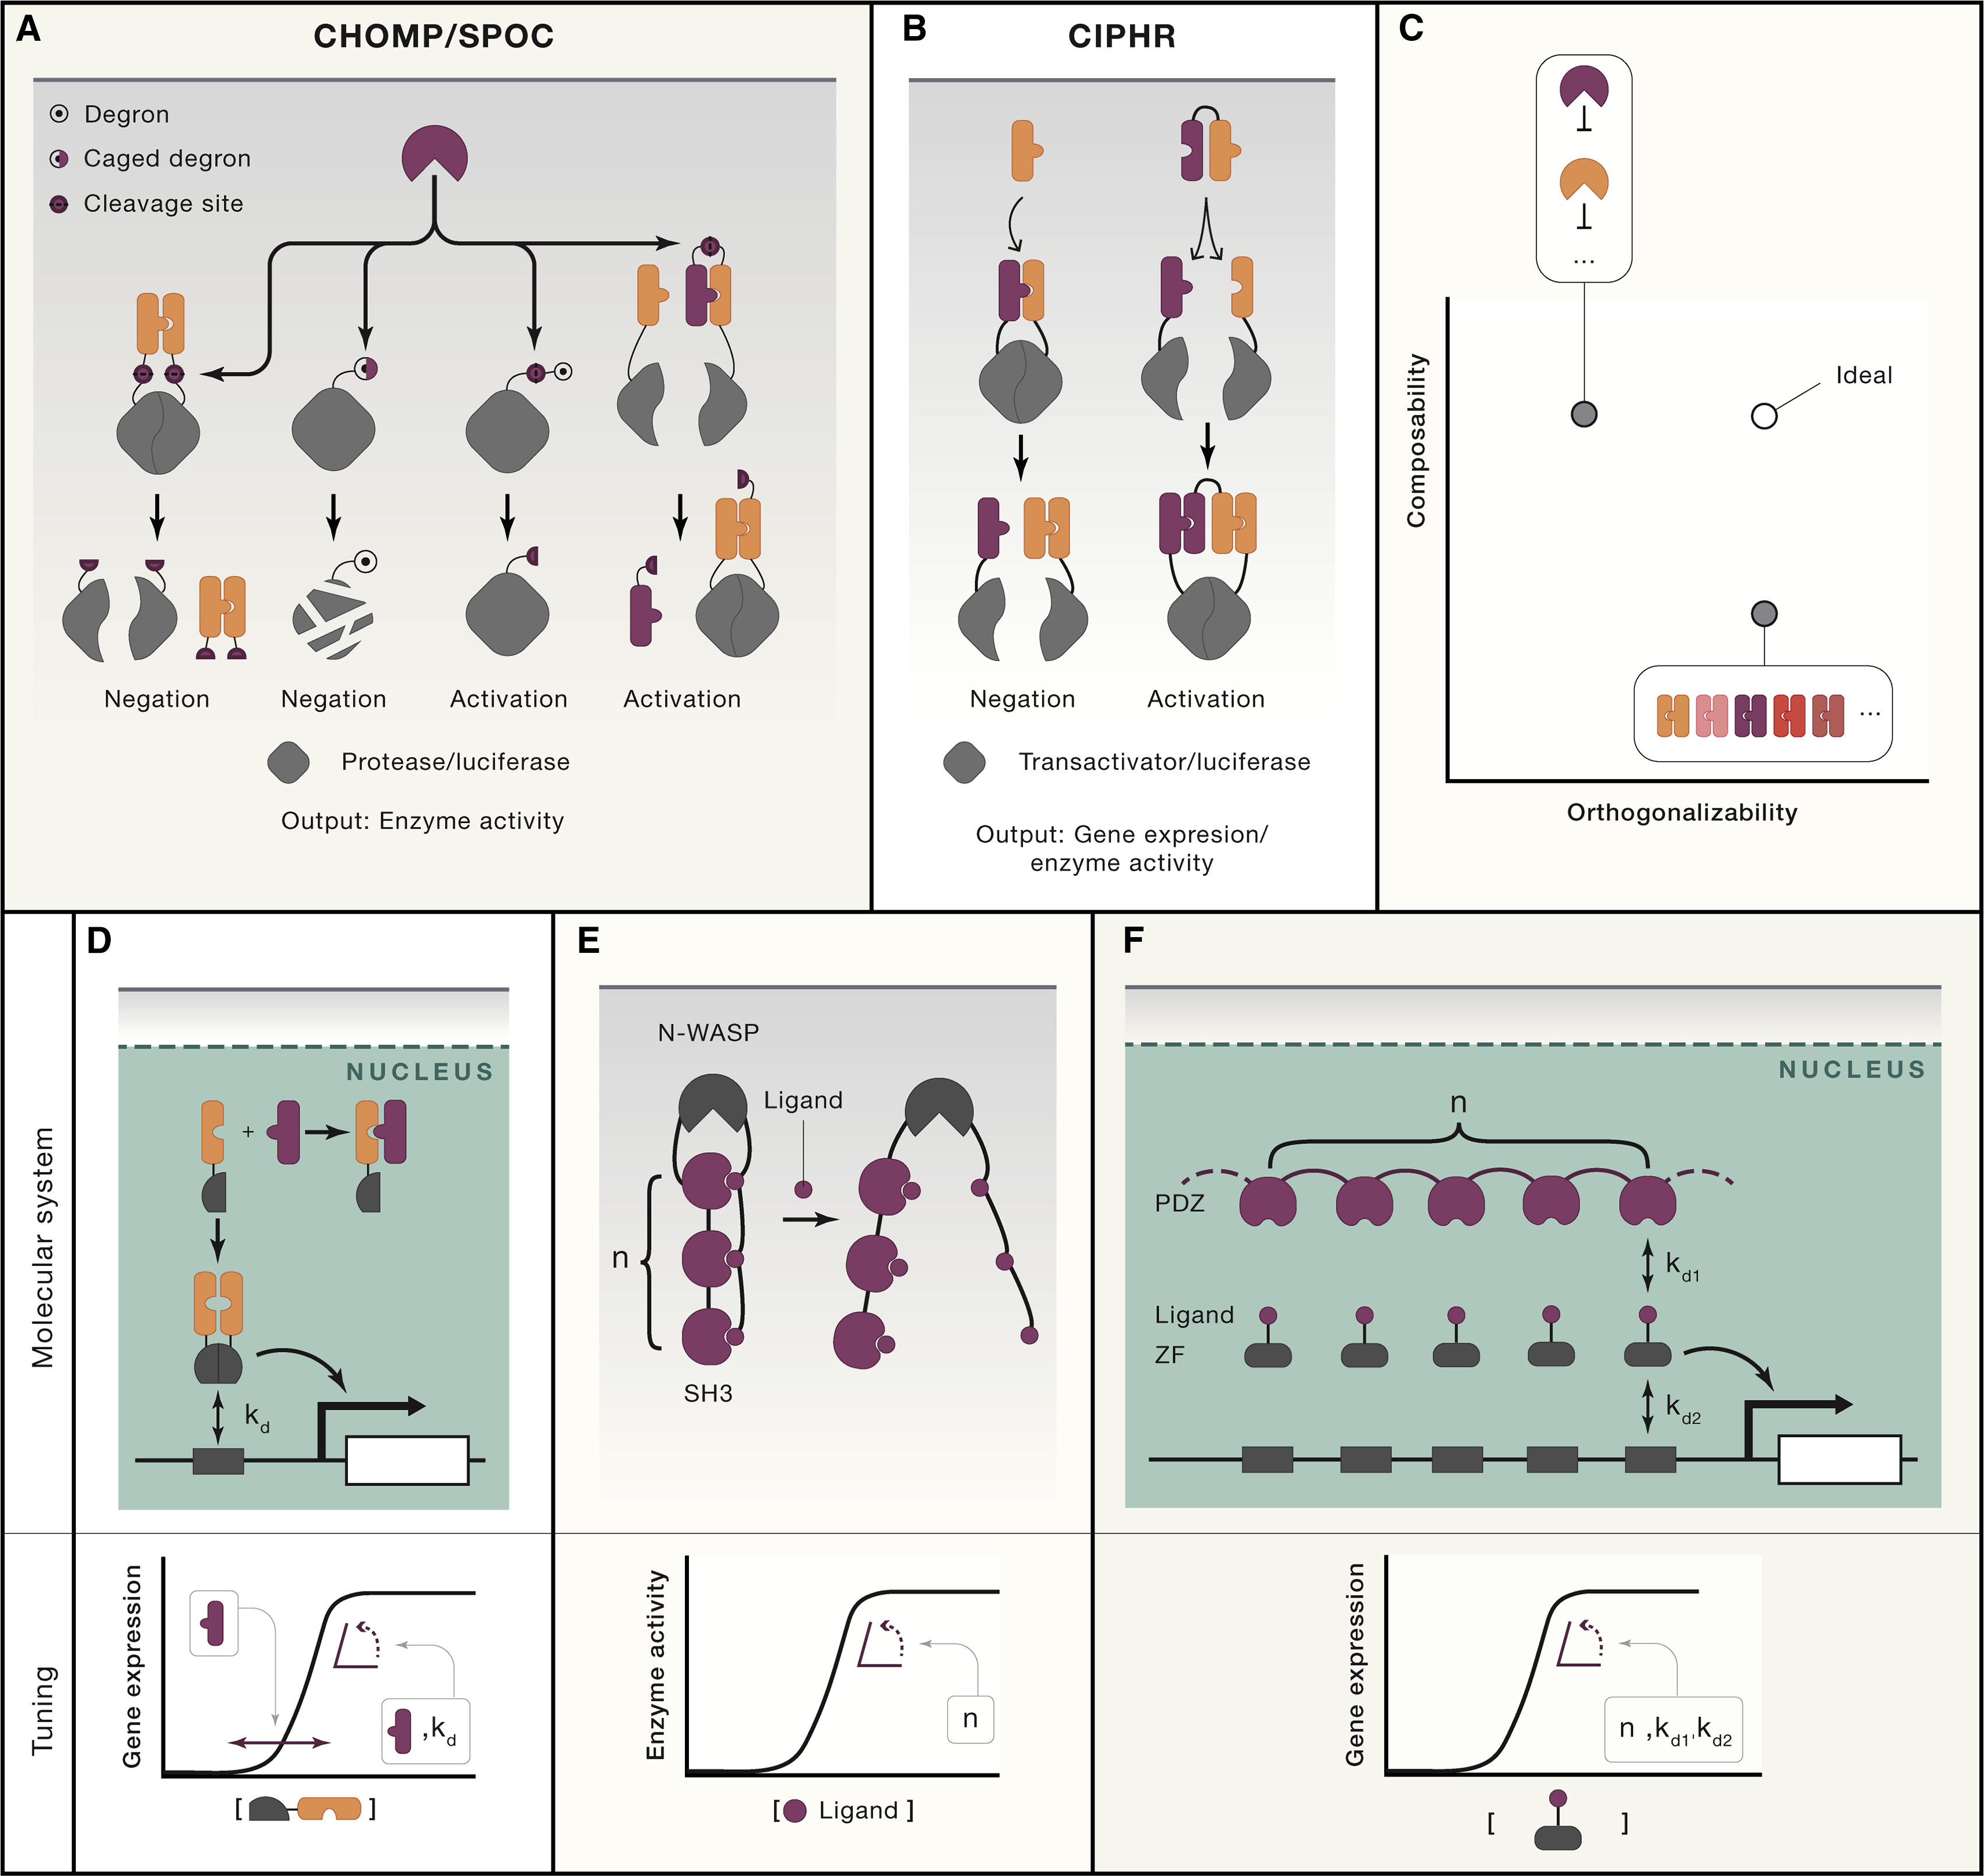 A
CHOMP/SPOC
Degron
Caged degron
Cleavage site
Negation
Negation
Activation
Activation
Protease/luciferase
Output: Enzyme activity
B
CIPHR
Negation
Activation
Transactivator/luciferase
Output: Gene expresion/
enzyme activity
C
...
Composability
Ideal
...
Orthogonalizability
Molecular system
D
NUCLEUS
+
kd
E
N-WASP
Ligand
n
SH3
F
NUCLEUS
n
PDZ
kd1
Ligand
ZF
kd2
Tuning
Gene expression
,kd
[ ]
Enzyme activity
n
[ Ligand ]
Gene expression
n ,kd1,kd2
[ ]